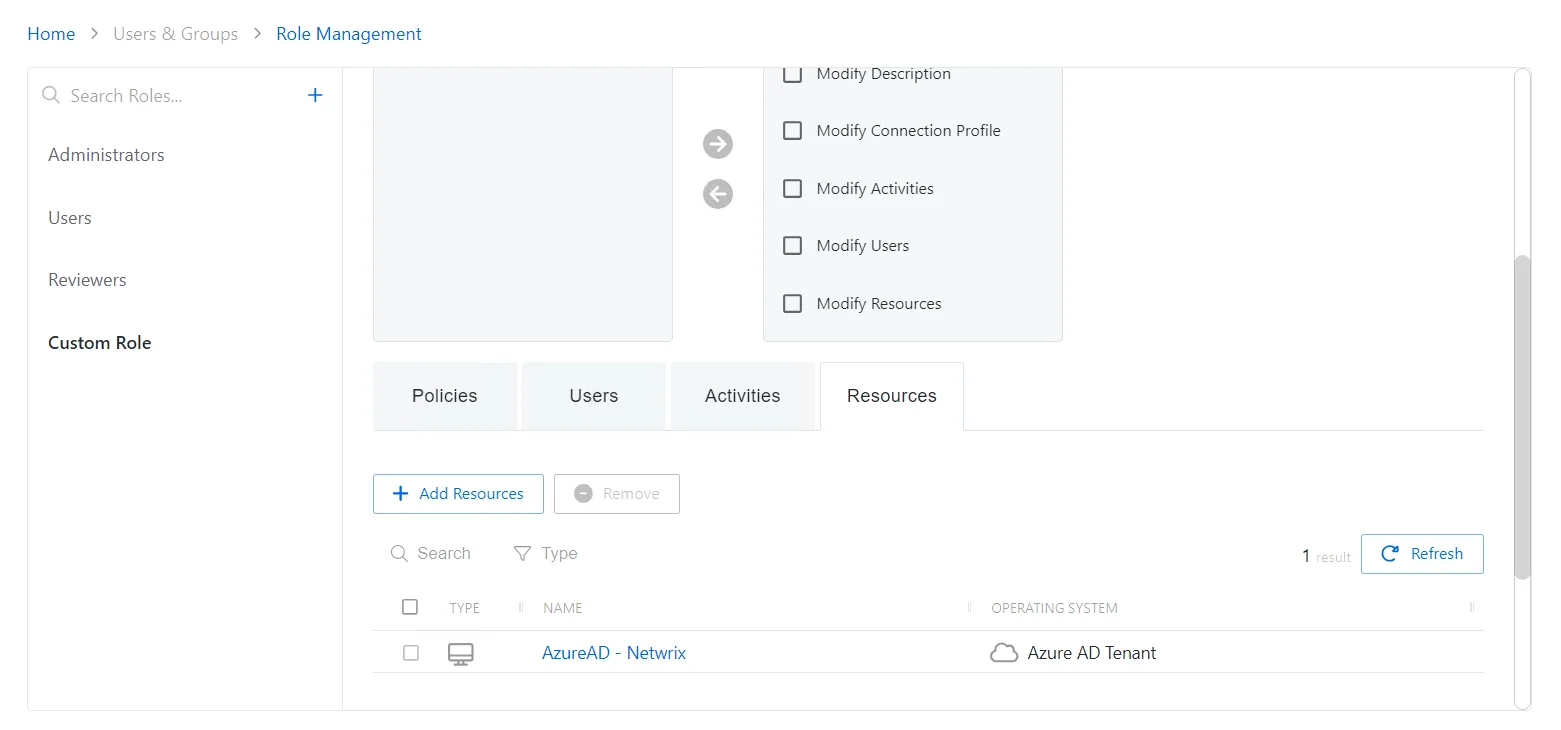 Home > Users & Groups > Role Management
Search Roles... +
Administrators
Users
Reviewers
Custom Role
Modify Description
Modify Connection Profile
Modify Activities
Modify Users
Modify Resources
Policies Users Activities Resources
+ Add Resources Remove
Search Type 1 result Refresh
TYPE NAME OPERATING SYSTEM
AzureAD - Netwrix Azure AD Tenant